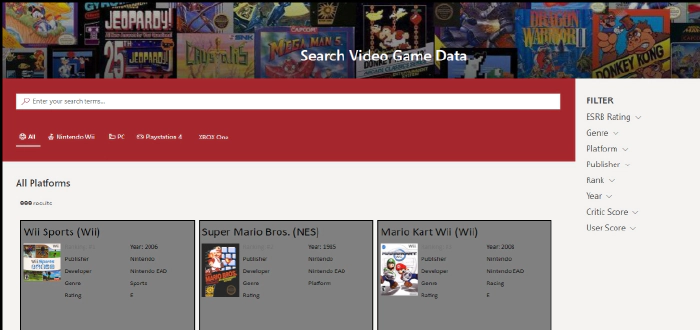 JEOPARDY!
25TH
JEOPARDY!
MEGA MAN 5
DRAGON
WARRIOR
DONKEY KONG
Search Video Game Data
Enter your search terms...
All
Nintendo Wii
PC
Playstation 4
XBOX One
FILTER
ESRB Rating
Genre
Platform
Publisher
Rank
Year
Critic Score
User Score
All Platforms
results
Wii Sports (Wii)
Year: 2006
Publisher Nintendo
Developer Nintendo EAD
Genre Sports
Rating E
Super Mario Bros. (NES)
Year: 1985
Publisher Nintendo
Developer Nintendo EAD
Genre Platform
Rating
Mario Kart Wii (Wii)
Year: 2008
Publisher Nintendo
Developer Nintendo EAD
Genre Racing
Rating E